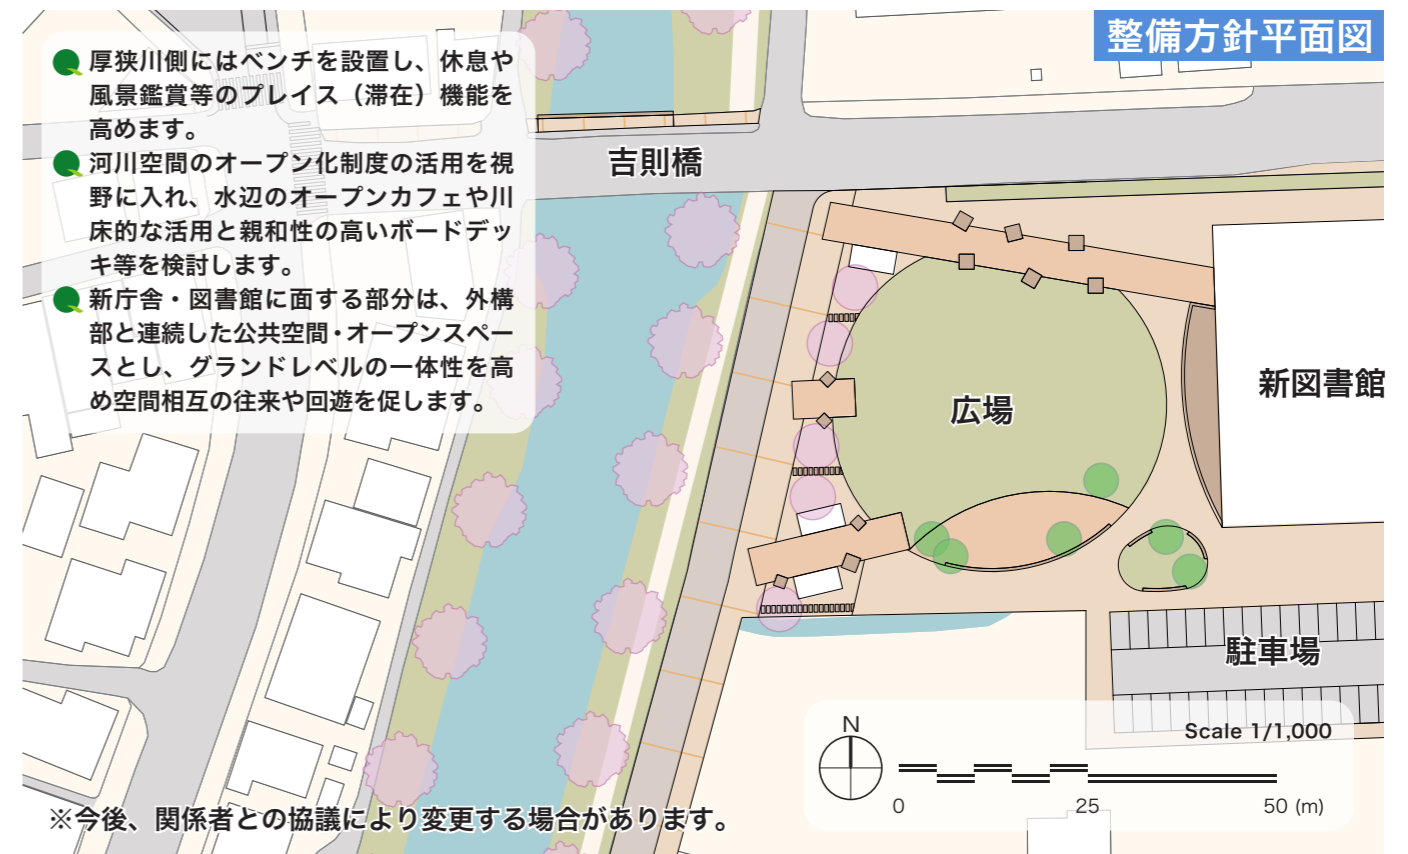 整備方針平面図
厚狭川側にはベンチを設置し、休息や
風景鑑賞等のプレイス（滞在）機能を
高めます。
河川空間のオープン化制度の活用を視
野に入れ、水辺のオープンカフェや川
床的な活用と親和性の高いボードデッ
キ等を検討します。
新庁舎・図書館に面する部分は、外構
部と連続した公共空間・オープンスペー
スとし、グランドレベルの一体性を高
め空間相互の往来や回遊を促します。
吉則橋
新図書館
広場
駐車場
N
Scale 1/1,000
0 25 50 (m)
※今後、関係者との協議により変更する場合があります。